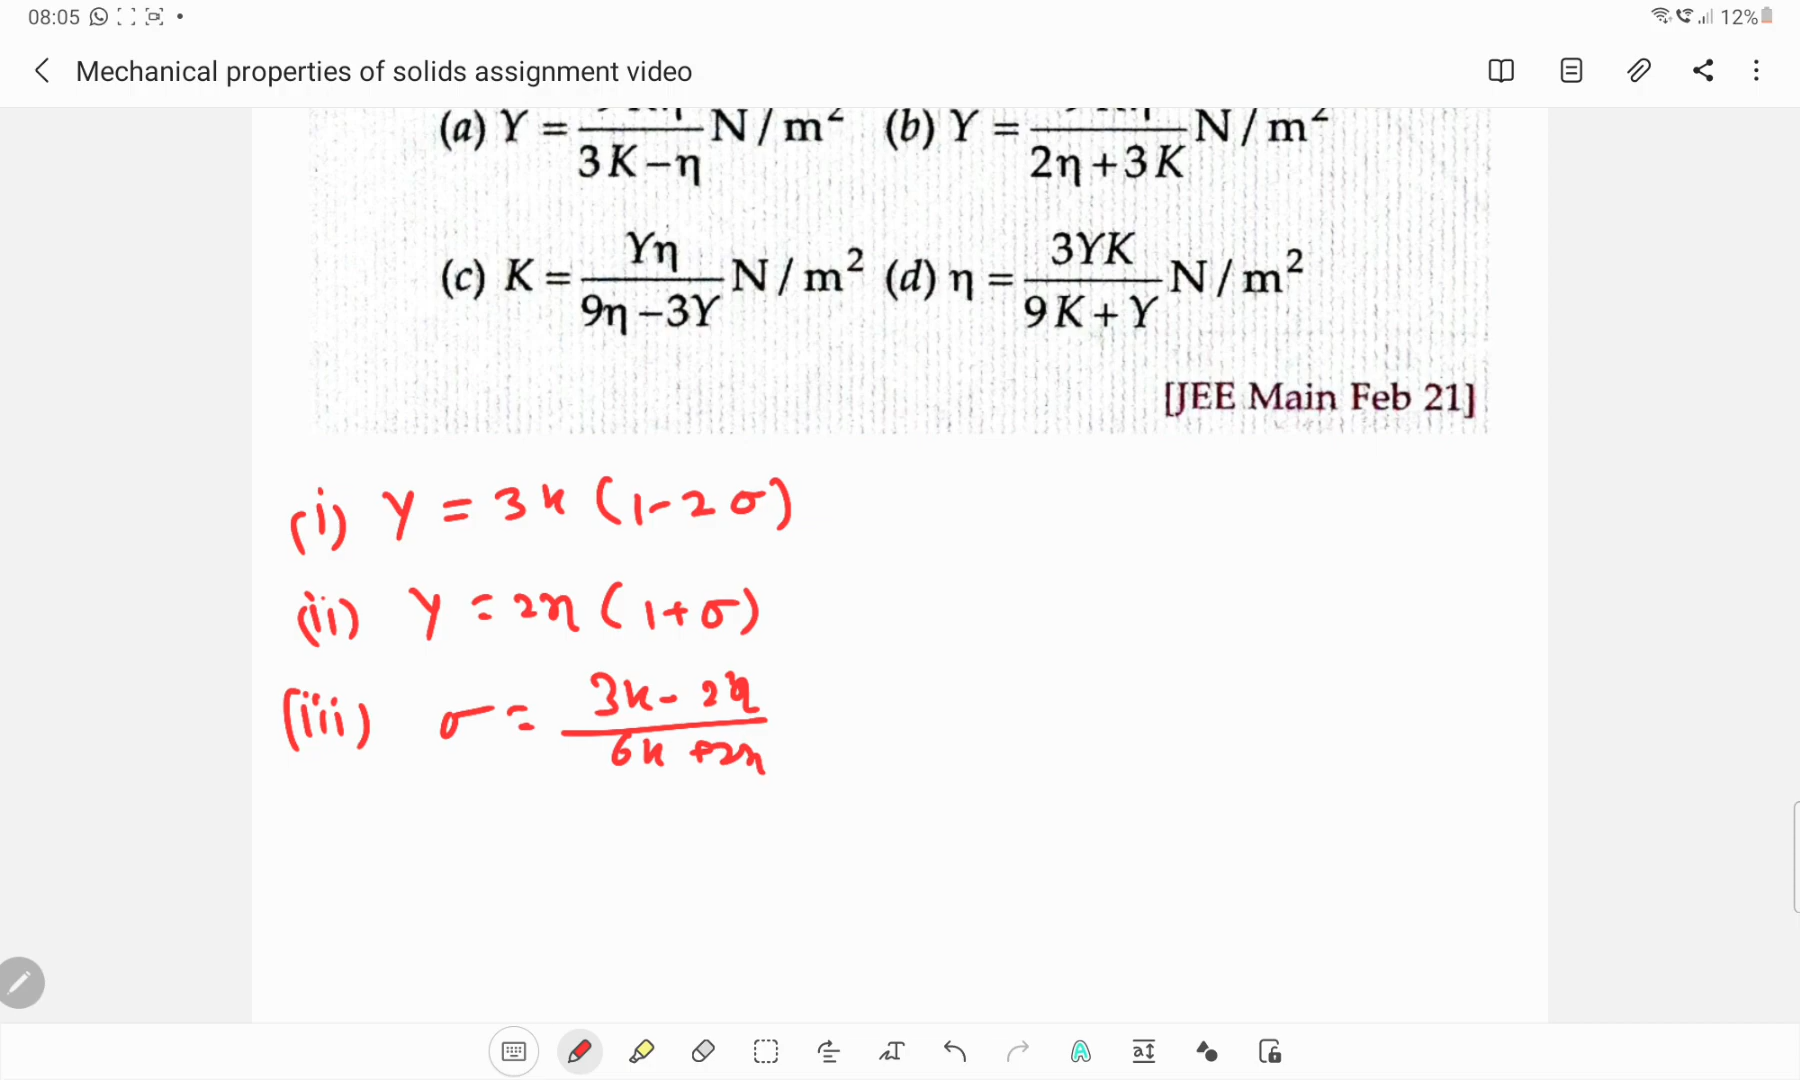 08:05
12%
Mechanical properties of solids assignment video
(a) Y = /3K−η N/m² (b) Y = /2η+3K N/m²
(c) K = Yη/9η−3Y N/m² (d) η = 3YK/9K+Y N/m²
[JEE Main Feb 21]
(i) Y = 3K (1-2σ)
(ii) Y = 2η (1+σ)
(iii) σ = 3K - 2η/6K + 2η